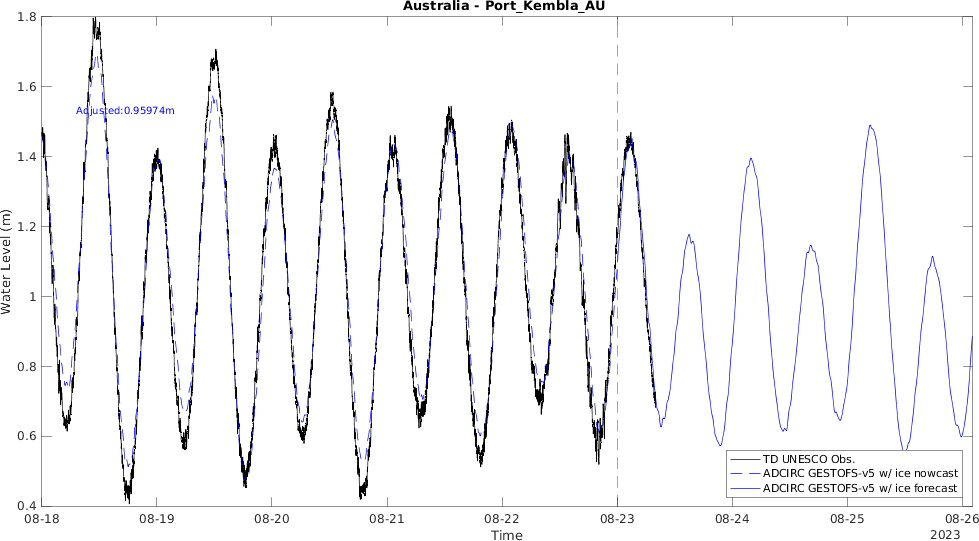 Australia - Port_Kembla_AU
Water Level (m)
1.8
1.6
1.4
1.2
1
0.8
0.6
0.4
Adjusted:0.95974m
TD UNESCO Obs.
ADCIRC GESTOFS-v5 w/ ice nowcast
ADCIRC GESTOFS-v5 w/ ice forecast
08-18 08-19 08-20 08-21 08-22 08-23 08-24 08-25 08-26
Time
2023